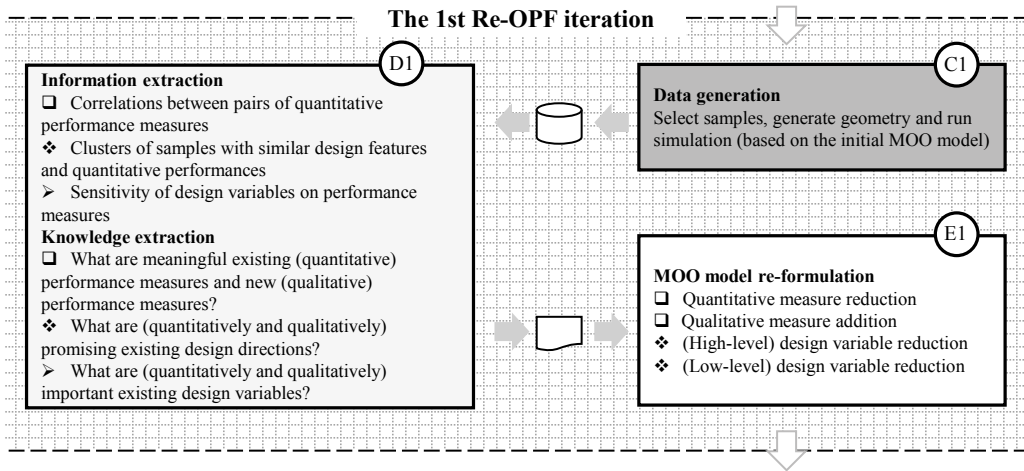 The 1st Re-OPF iteration
D1
Information extraction
❑ Correlations between pairs of quantitative
performance measures
❖ Clusters of samples with similar design features
and quantitative performances
➢ Sensitivity of design variables on performance
measures
Knowledge extraction
❑ What are meaningful existing (quantitative)
performance measures and new (qualitative)
performance measures?
❖ What are (quantitatively and qualitatively)
promising existing design directions?
➢ What are (quantitatively and qualitatively)
important existing design variables?
C1
Data generation
Select samples, generate geometry and run
simulation (based on the initial MOO model)
E1
MOO model re-formulation
❑ Quantitative measure reduction
❑ Qualitative measure addition
❖ (High-level) design variable reduction
❖ (Low-level) design variable reduction